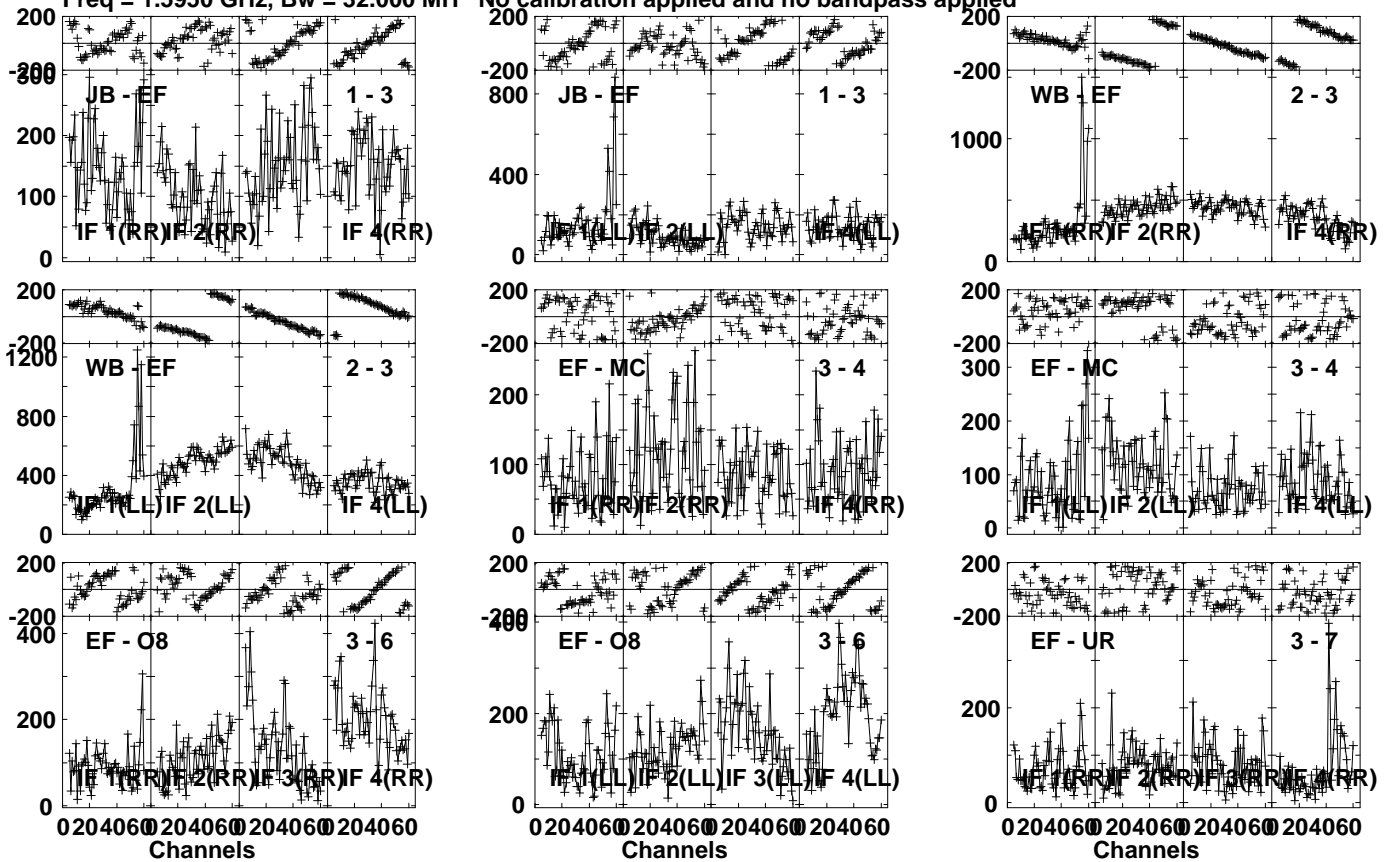 Freq = 1.5950 GHz, Bw = 32.000 MH No calibration applied and no bandpass applied
200
-200
300
200
100
0
JB - EF 1 - 3
IF 1(RR) IF 2(RR) IF 4(RR)
200
-200
800
400
0
JB - EF 1 - 3
IF 1(LL) IF 2(LL) IF 4(LL)
200
-200
1000
0
WB - EF 2 - 3
IF 1(RR) IF 2(RR) IF 4(RR)
200
-200
1200
800
400
0
WB - EF 2 - 3
IF 1(LL) IF 2(LL) IF 4(LL)
200
-200
200
100
0
EF - MC 3 - 4
IF 1(RR) IF 2(RR) IF 4(RR)
200
-200
300
200
100
0
EF - MC 3 - 4
IF 1(LL) IF 2(LL) IF 4(LL)
200
-200
400
200
0
EF - O8 3 - 6
IF 1(RR) IF 2(RR) IF 3(RR) IF 4(RR)
0 20 40 60 0 20 40 60 0 20 40 60 0 20 40 60
Channels
200
-200
400
200
0
EF - O8 3 - 6
IF 1(LL) IF 2(LL) IF 3(LL) IF 4(LL)
0 20 40 60 0 20 40 60 0 20 40 60 0 20 40 60
Channels
200
-200
200
0
EF - UR 3 - 7
IF 1(RR) IF 2(RR) IF 3(RR) IF 4(RR)
0 20 40 60 0 20 40 60 0 20 40 60 0 20 40 60
Channels